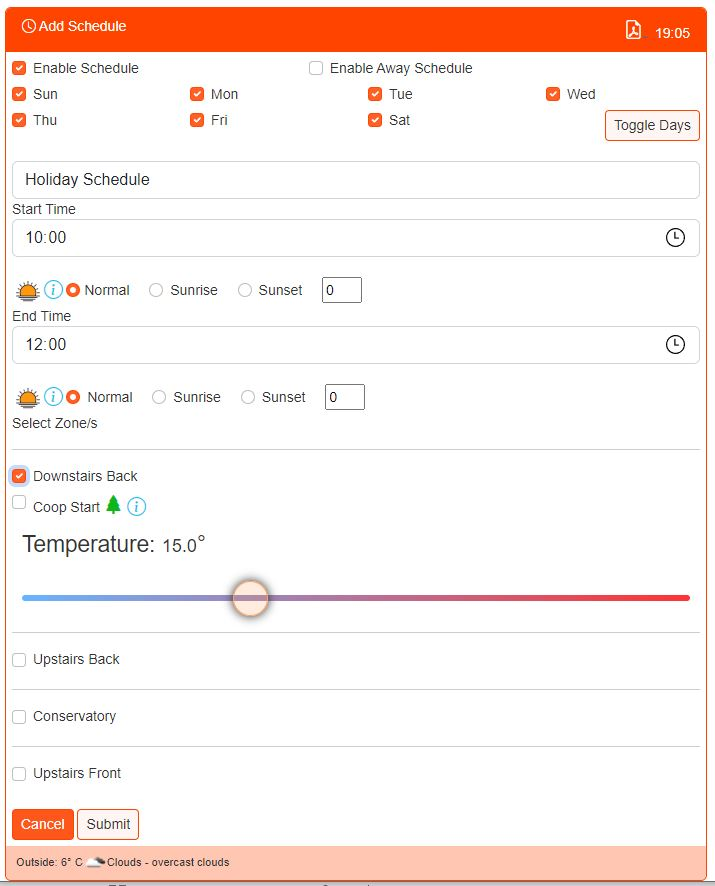 Add Schedule 19:05
Enable Schedule Enable Away Schedule
Sun Mon Tue Wed
Thu Fri Sat Toggle Days
Holiday Schedule
Start Time
10:00
i Normal Sunrise Sunset 0
End Time
12:00
i Normal Sunrise Sunset 0
Select Zone/s
Downstairs Back
Coop Start i
Temperature: 15.0°
Upstairs Back
Conservatory
Upstairs Front
Cancel Submit
Outside: 6° C Clouds - overcast clouds